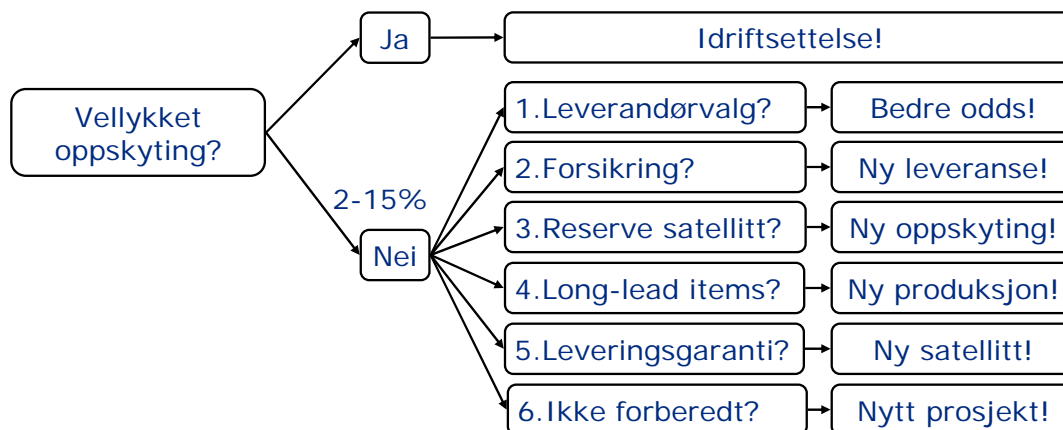 Ja
Idriftsettelse!
Vellykket
oppskyting?
1.Leverandørvalg?
Bedre odds!
2.Forsikring?
Ny leveranse!
2-15%
3.Reserve satellitt?
Ny oppskyting!
Nei
4.Long-lead items?
Ny produksjon!
5.Leveringsgaranti?
Ny satellitt!
6.Ikke forberedt?
Nytt prosjekt!